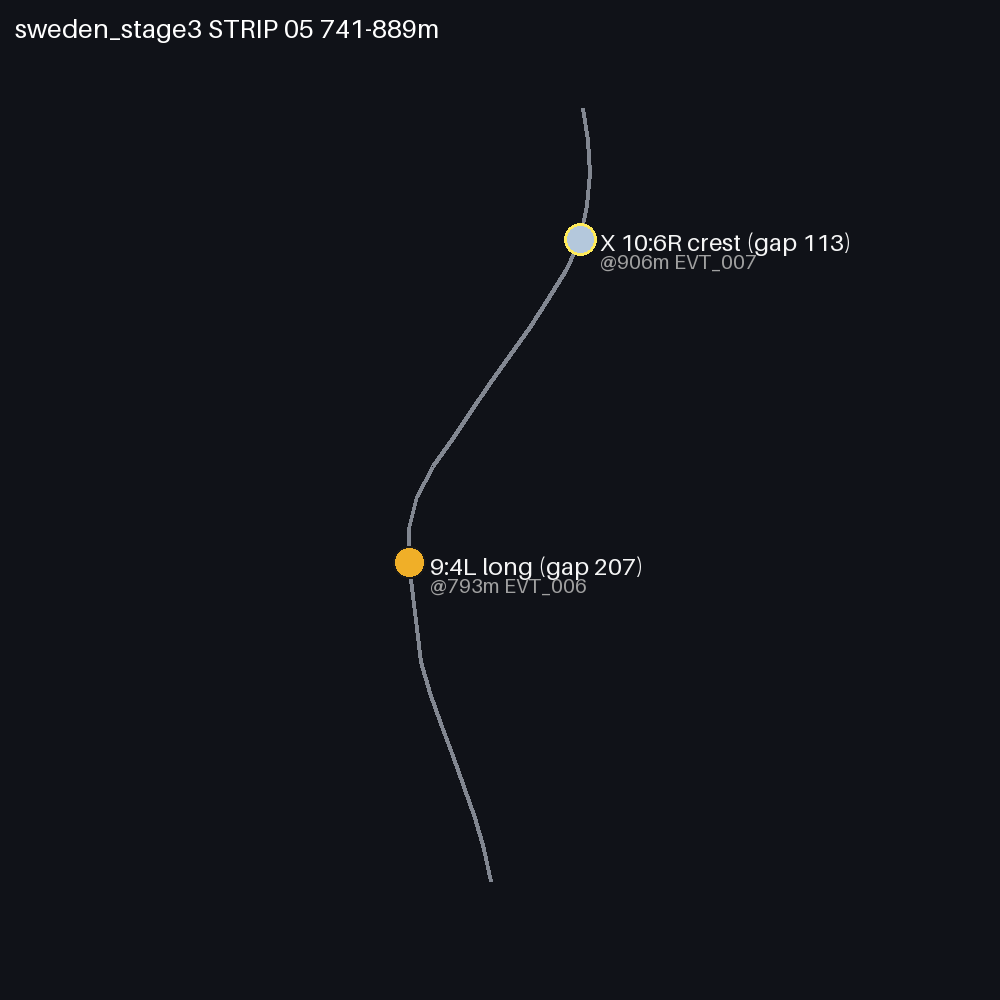 sweden_stage3 STRIP 05 741-889m
X 10:6R crest (gap 113)
@906m EVT_007
9:4L long (gap 207)
@793m EVT_006